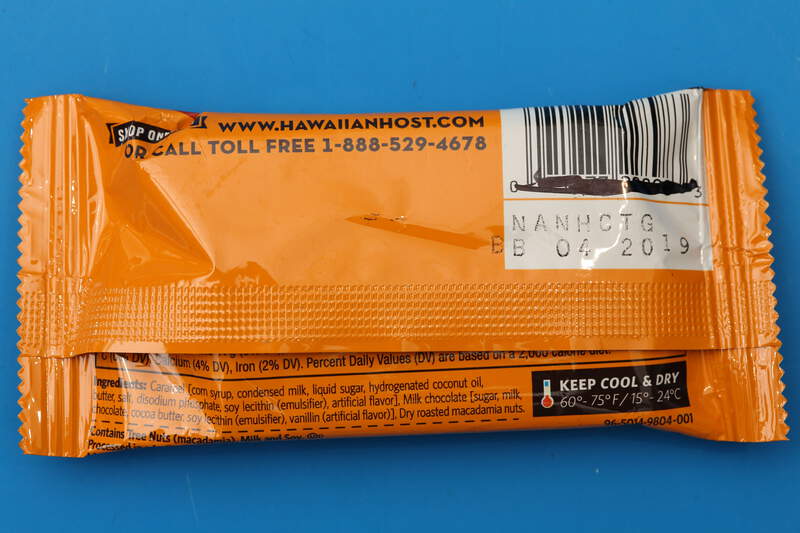 SHOP ONLINE WWW.HAWAIIANHOST.COM
OR CALL TOLL FREE 1-888-529-4678
NANHCTG
BB 04 2019
C (0% DV), Calcium (4% DV), Iron (2% DV). Percent Daily Values (DV) are based on a 2,000 calorie diet.
Ingredients: Caramel [corn syrup, condensed milk, liquid sugar, hydrogenated coconut oil,
butter, salt, disodium phosphate, soy lecithin (emulsifier), artificial flavor], Milk chocolate [sugar, milk,
chocolate, cocoa butter, soy lecithin (emulsifier), vanillin (artificial flavor)], Dry roasted macadamia nuts.
KEEP COOL & DRY
60°- 75°F / 15°- 24°C
Contains Tree Nuts (macadamia), Milk and Soy.
96-5014-9804-001
Processed